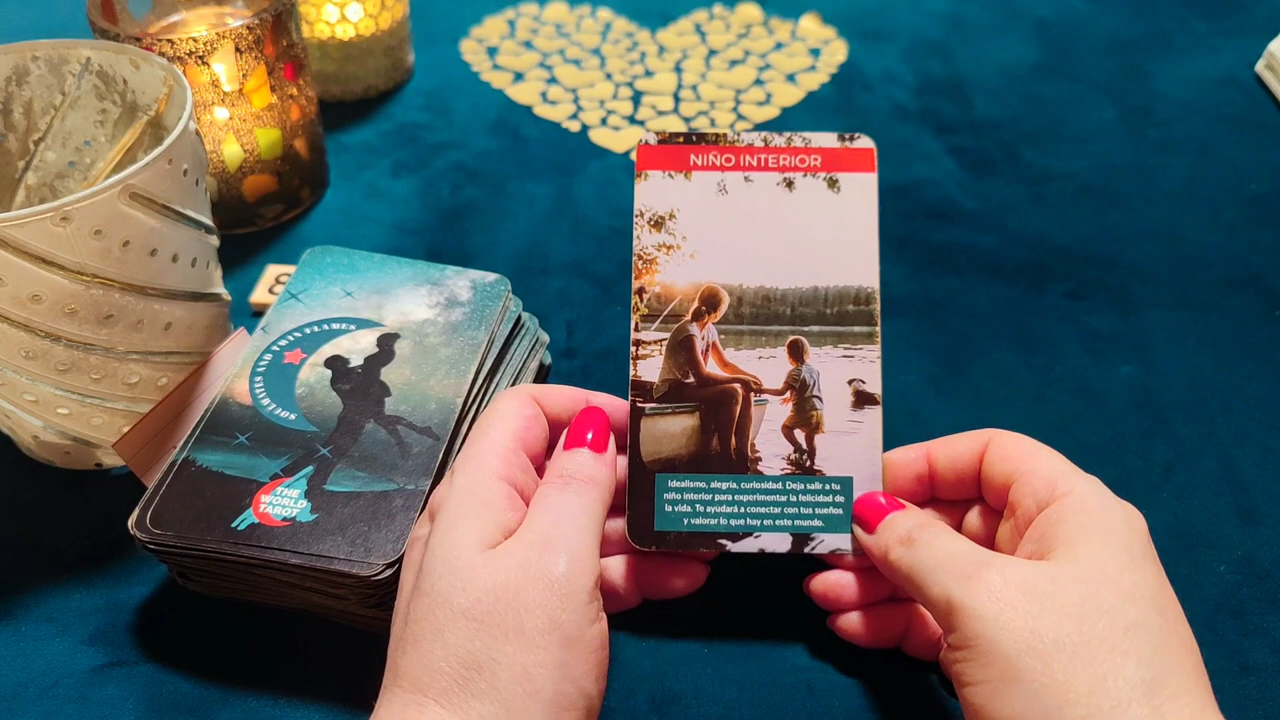 NIÑO INTERIOR
Idealismo, alegría, curiosidad. Deja salir a tu
niño interior para experimentar la felicidad de
la vida. Te ayudará a conectar con tus sueños
y valorar lo que hay en este mundo.
8
SOULMATES AND TWIN FLAMES
THE
WORLD
TAROT